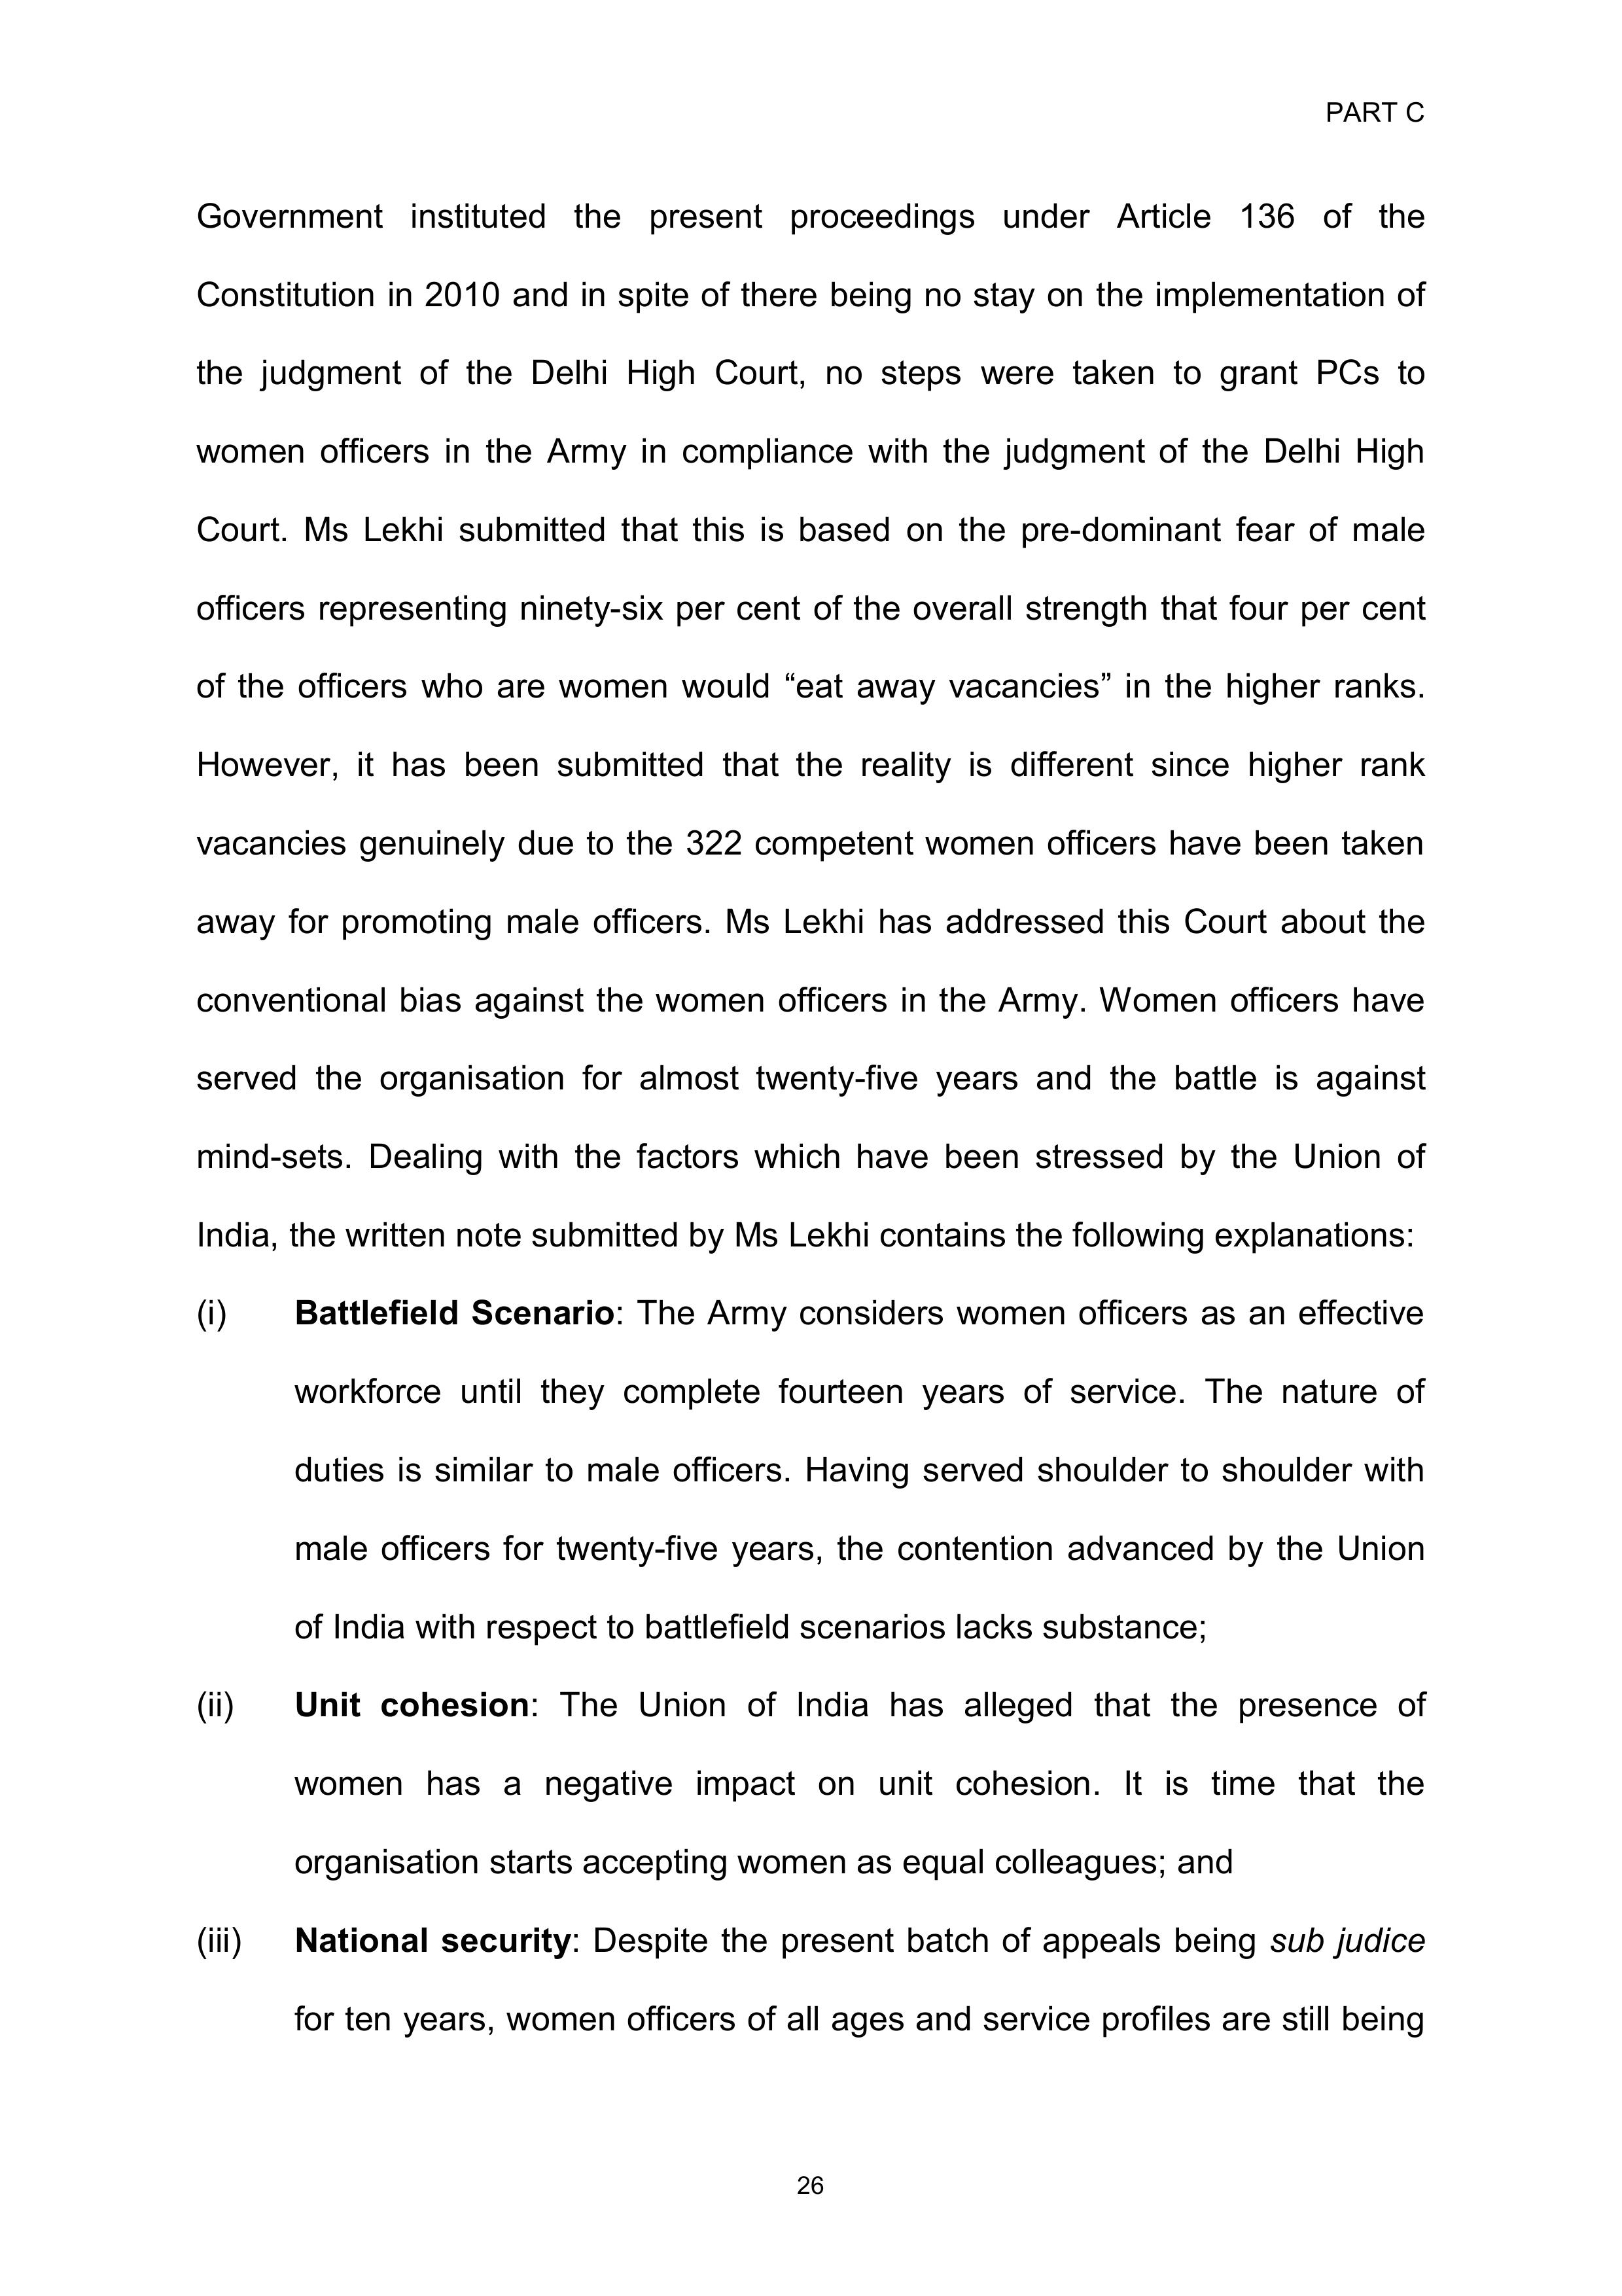 PART C
Government instituted the present proceedings under Article 136 of the
Constitution in 2010 and in spite of there being no stay on the implementation of
the judgment of the Delhi High Court, no steps were taken to grant PCs to
women officers in the Army in compliance with the judgment of the Delhi High
Court. Ms Lekhi submitted that this is based on the pre-dominant fear of male
officers representing ninety-six per cent of the overall strength that four per cent
of the officers who are women would “eat away vacancies” in the higher ranks.
However, it has been submitted that the reality is different since higher rank
vacancies genuinely due to the 322 competent women officers have been taken
away for promoting male officers. Ms Lekhi has addressed this Court about the
conventional bias against the women officers in the Army. Women officers have
served the organisation for almost twenty-five years and the battle is against
mind-sets. Dealing with the factors which have been stressed by the Union of
India, the written note submitted by Ms Lekhi contains the following explanations:
(i) Battlefield Scenario: The Army considers women officers as an effective
workforce until they complete fourteen years of service. The nature of
duties is similar to male officers. Having served shoulder to shoulder with
male officers for twenty-five years, the contention advanced by the Union
of India with respect to battlefield scenarios lacks substance;
(ii) Unit cohesion: The Union of India has alleged that the presence of
women has a negative impact on unit cohesion. It is time that the
organisation starts accepting women as equal colleagues; and
(iii) National security: Despite the present batch of appeals being sub judice
for ten years, women officers of all ages and service profiles are still being
26